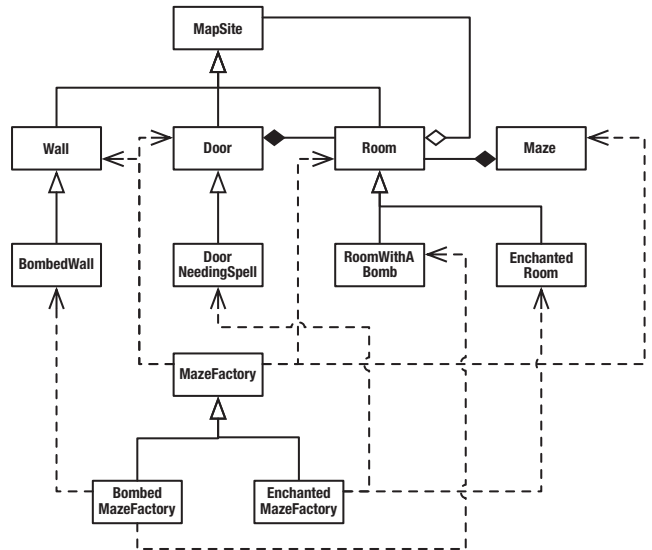 MapSite
Wall
Door
Room
Maze
BombedWall
Door
NeedingSpell
RoomWithA
Bomb
Enchanted
Room
MazeFactory
Bombed
MazeFactory
Enchanted
MazeFactory